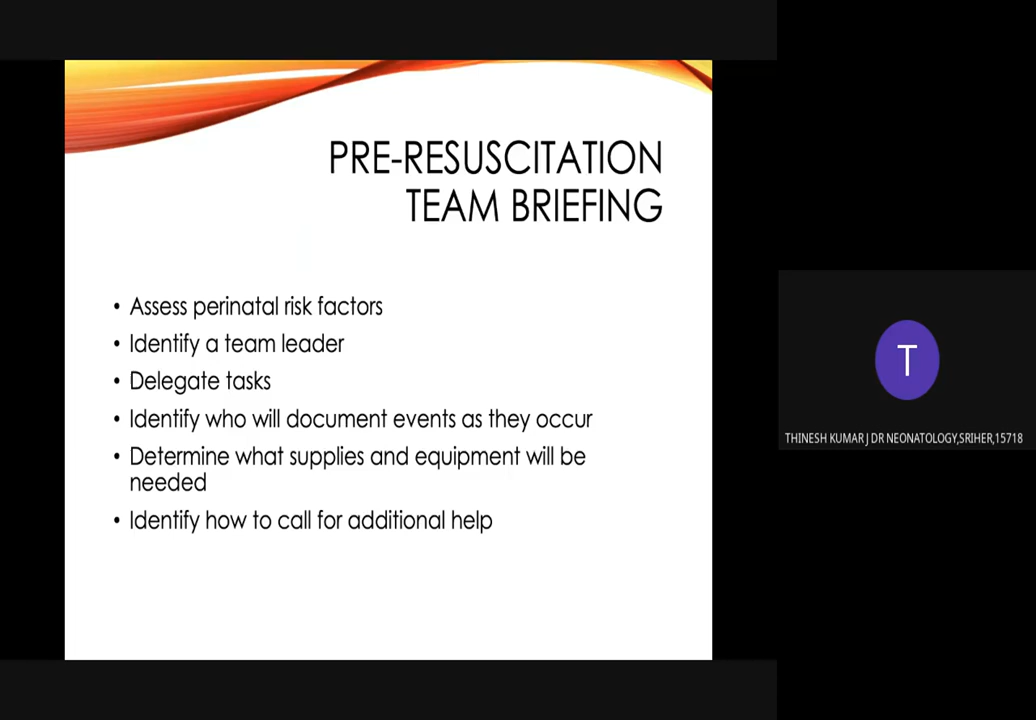 PRE-RESUSCITATION
TEAM BRIEFING
• Assess perinatal risk factors
• Identify a team leader
• Delegate tasks
• Identify who will document events as they occur
• Determine what supplies and equipment will be
needed
• Identify how to call for additional help
T
THINESH KUMAR J DR NEONATOLOGY,SRIHER,15718